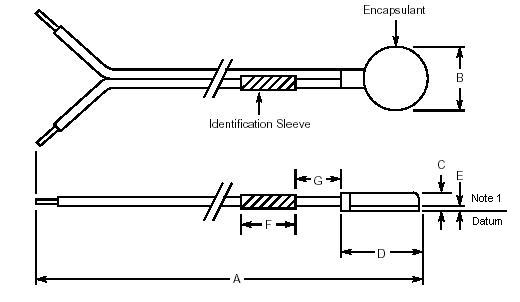 Encapsulant
B
Identification Sleeve
G
C
E
Note 1
Datum
F
D
A